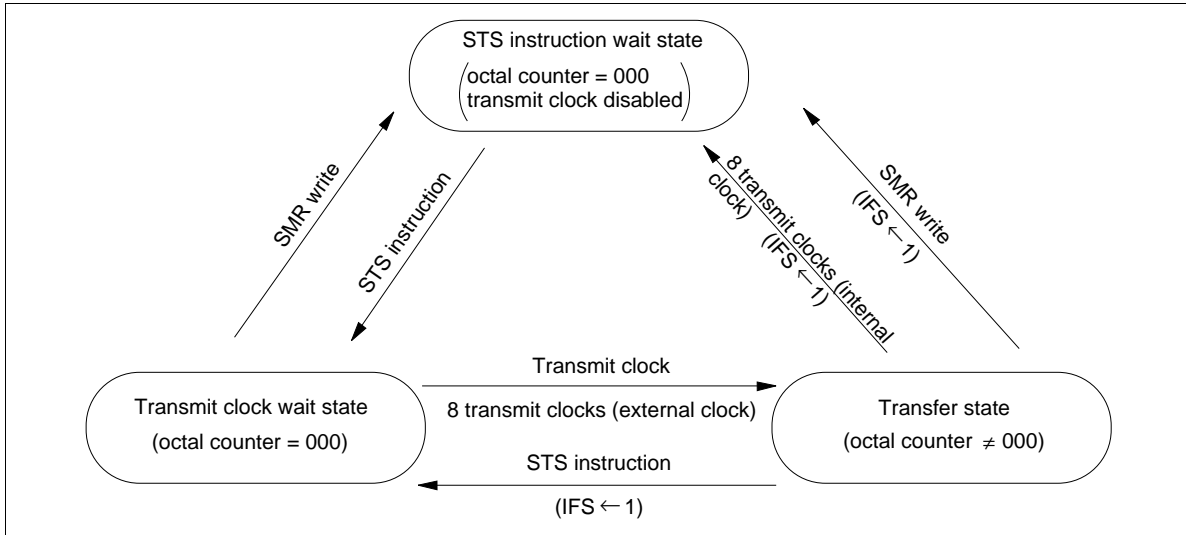 STS instruction wait state
octal counter = 000
transmit clock disabled
SMR write
STS instruction
8 transmit clocks (internal
clock) (IFS ← 1)
SMR write
(IFS ← 1)
Transmit clock wait state
(octal counter = 000)
Transmit clock
8 transmit clocks (external clock)
STS instruction
(IFS ← 1)
Transfer state
(octal counter ≠ 000)